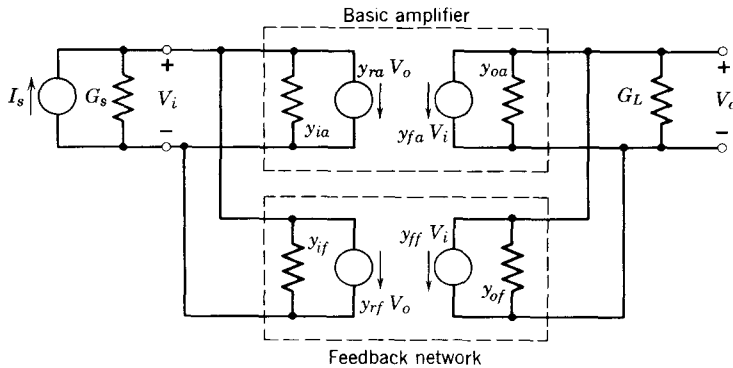 Basic amplifier
+ y_ra V_o y_oa +
I_s G_s V_i G_L V_o
− y_ia y_fa V_i −
y_if y_ff V_i
y_rf V_o y_of
Feedback network